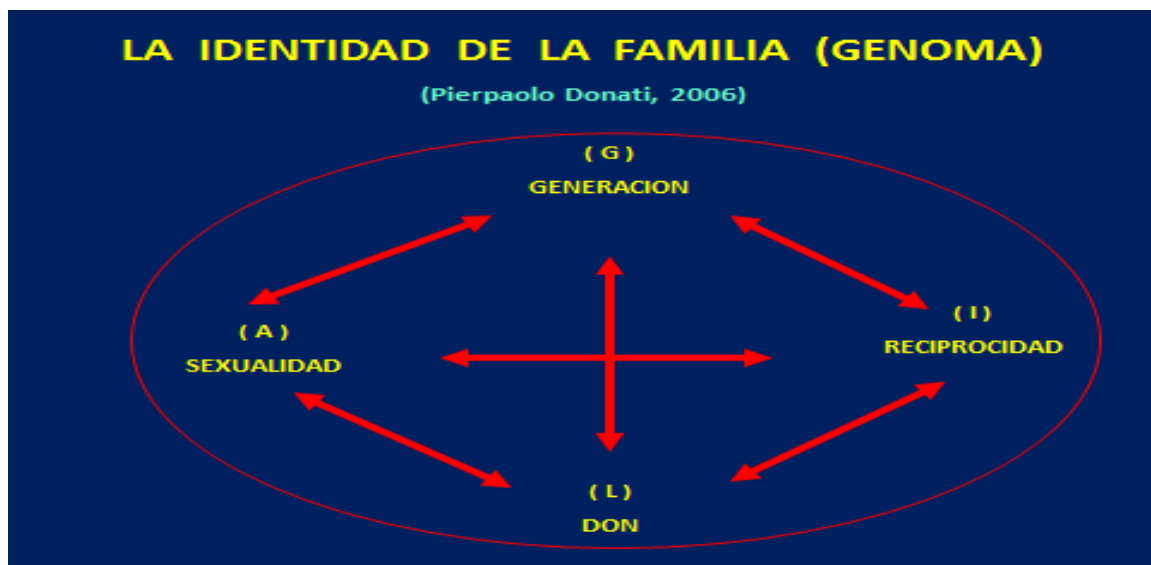 LA IDENTIDAD DE LA FAMILIA (GENOMA)
(Pierpaolo Donati, 2006)
( G )
GENERACION
( A )
SEXUALIDAD
( I )
RECIPROCIDAD
( L )
DON